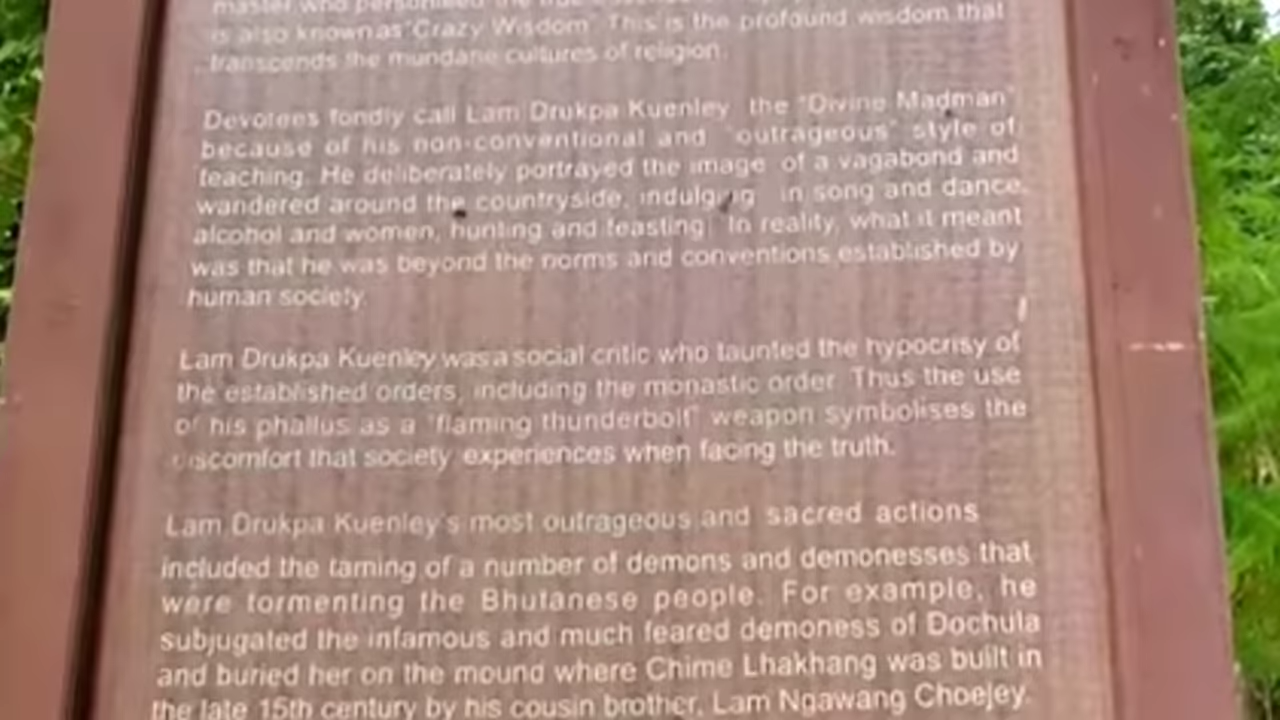 master who personified the true
is also known as "Crazy Wisdom" This is the profound wisdom that
transcends the mundane cultures of religion.
Devotees fondly call Lam Drukpa Kuenley the "Divine Madman"
because of his non-conventional and "outrageous" style of
teaching. He deliberately portrayed the image of a vagabond and
wandered around the countryside, indulging in song and dance,
alcohol and women, hunting and feasting. In reality, what it meant
was that he was beyond the norms and conventions established by
human society.
Lam Drukpa Kuenley was a social critic who taunted the hypocrisy of
the established orders, including the monastic order. Thus the use
of his phallus as a "flaming thunderbolt" weapon symbolises the
discomfort that society experiences when facing the truth.
Lam Drukpa Kuenley's most outrageous and sacred actions
included the taming of a number of demons and demonesses that
were tormenting the Bhutanese people. For example, he
subjugated the infamous and much feared demoness of Dochula
and buried her on the mound where Chime Lhakhang was built in
the late 15th century by his cousin brother, Lam Ngawang Choejey.